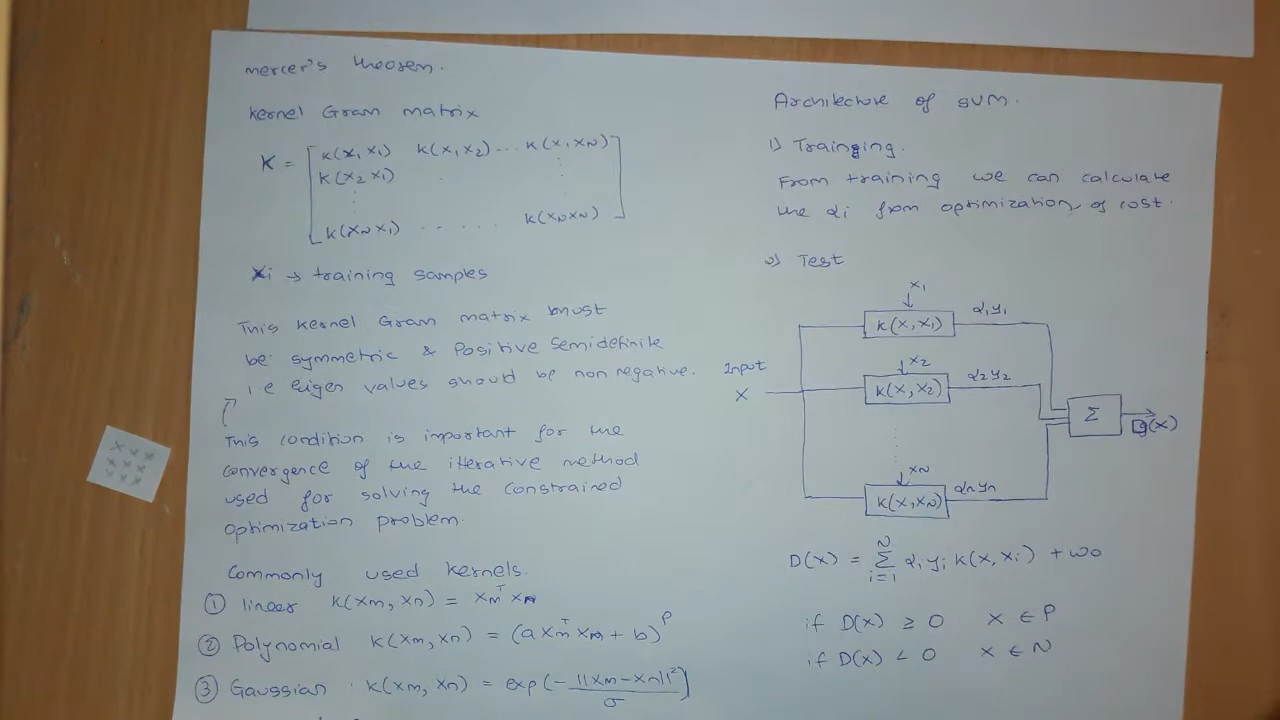 mercer's theorem.
Kernel Gram matrix
K = [ K(x, x1) K(x1 x2) ... K(x1 xN)
K(x2 x1) . :
:
K(xN x1) . . . . . K(xN xN) ]
xi → training samples
This Kernel Gram matrix must
be symmetric & Positive Semidefinite
i e Eigen values should be non negative.
This condition is important for the
convergence of the iterative method
used for solving the constrained
optimization problem.
Commonly used kernels.
① linear K(xm, xn) = xmᵀ xn
② Polynomial K(xm, xn) = (a xmᵀ xn + b)ᴾ
③ Gaussian K(xm, xn) = exp(- ||xm - xn||² / σ)
Architecture of SVM.
1) Trainging.
From training we can calculate
the αi from optimization of cost.
2) Test
Input
x
x1
K(x, x1) α1y1
x2
K(x, x2) α2y2
xN
K(x, xN) αnyn
Σ
D(x)
D(x) = Σ i=1 N αi yi K(x, xi) + w0
if D(x) ≥ 0 x ∈ P
if D(x) < 0 x ∈ N
x x x
x x x
x x x